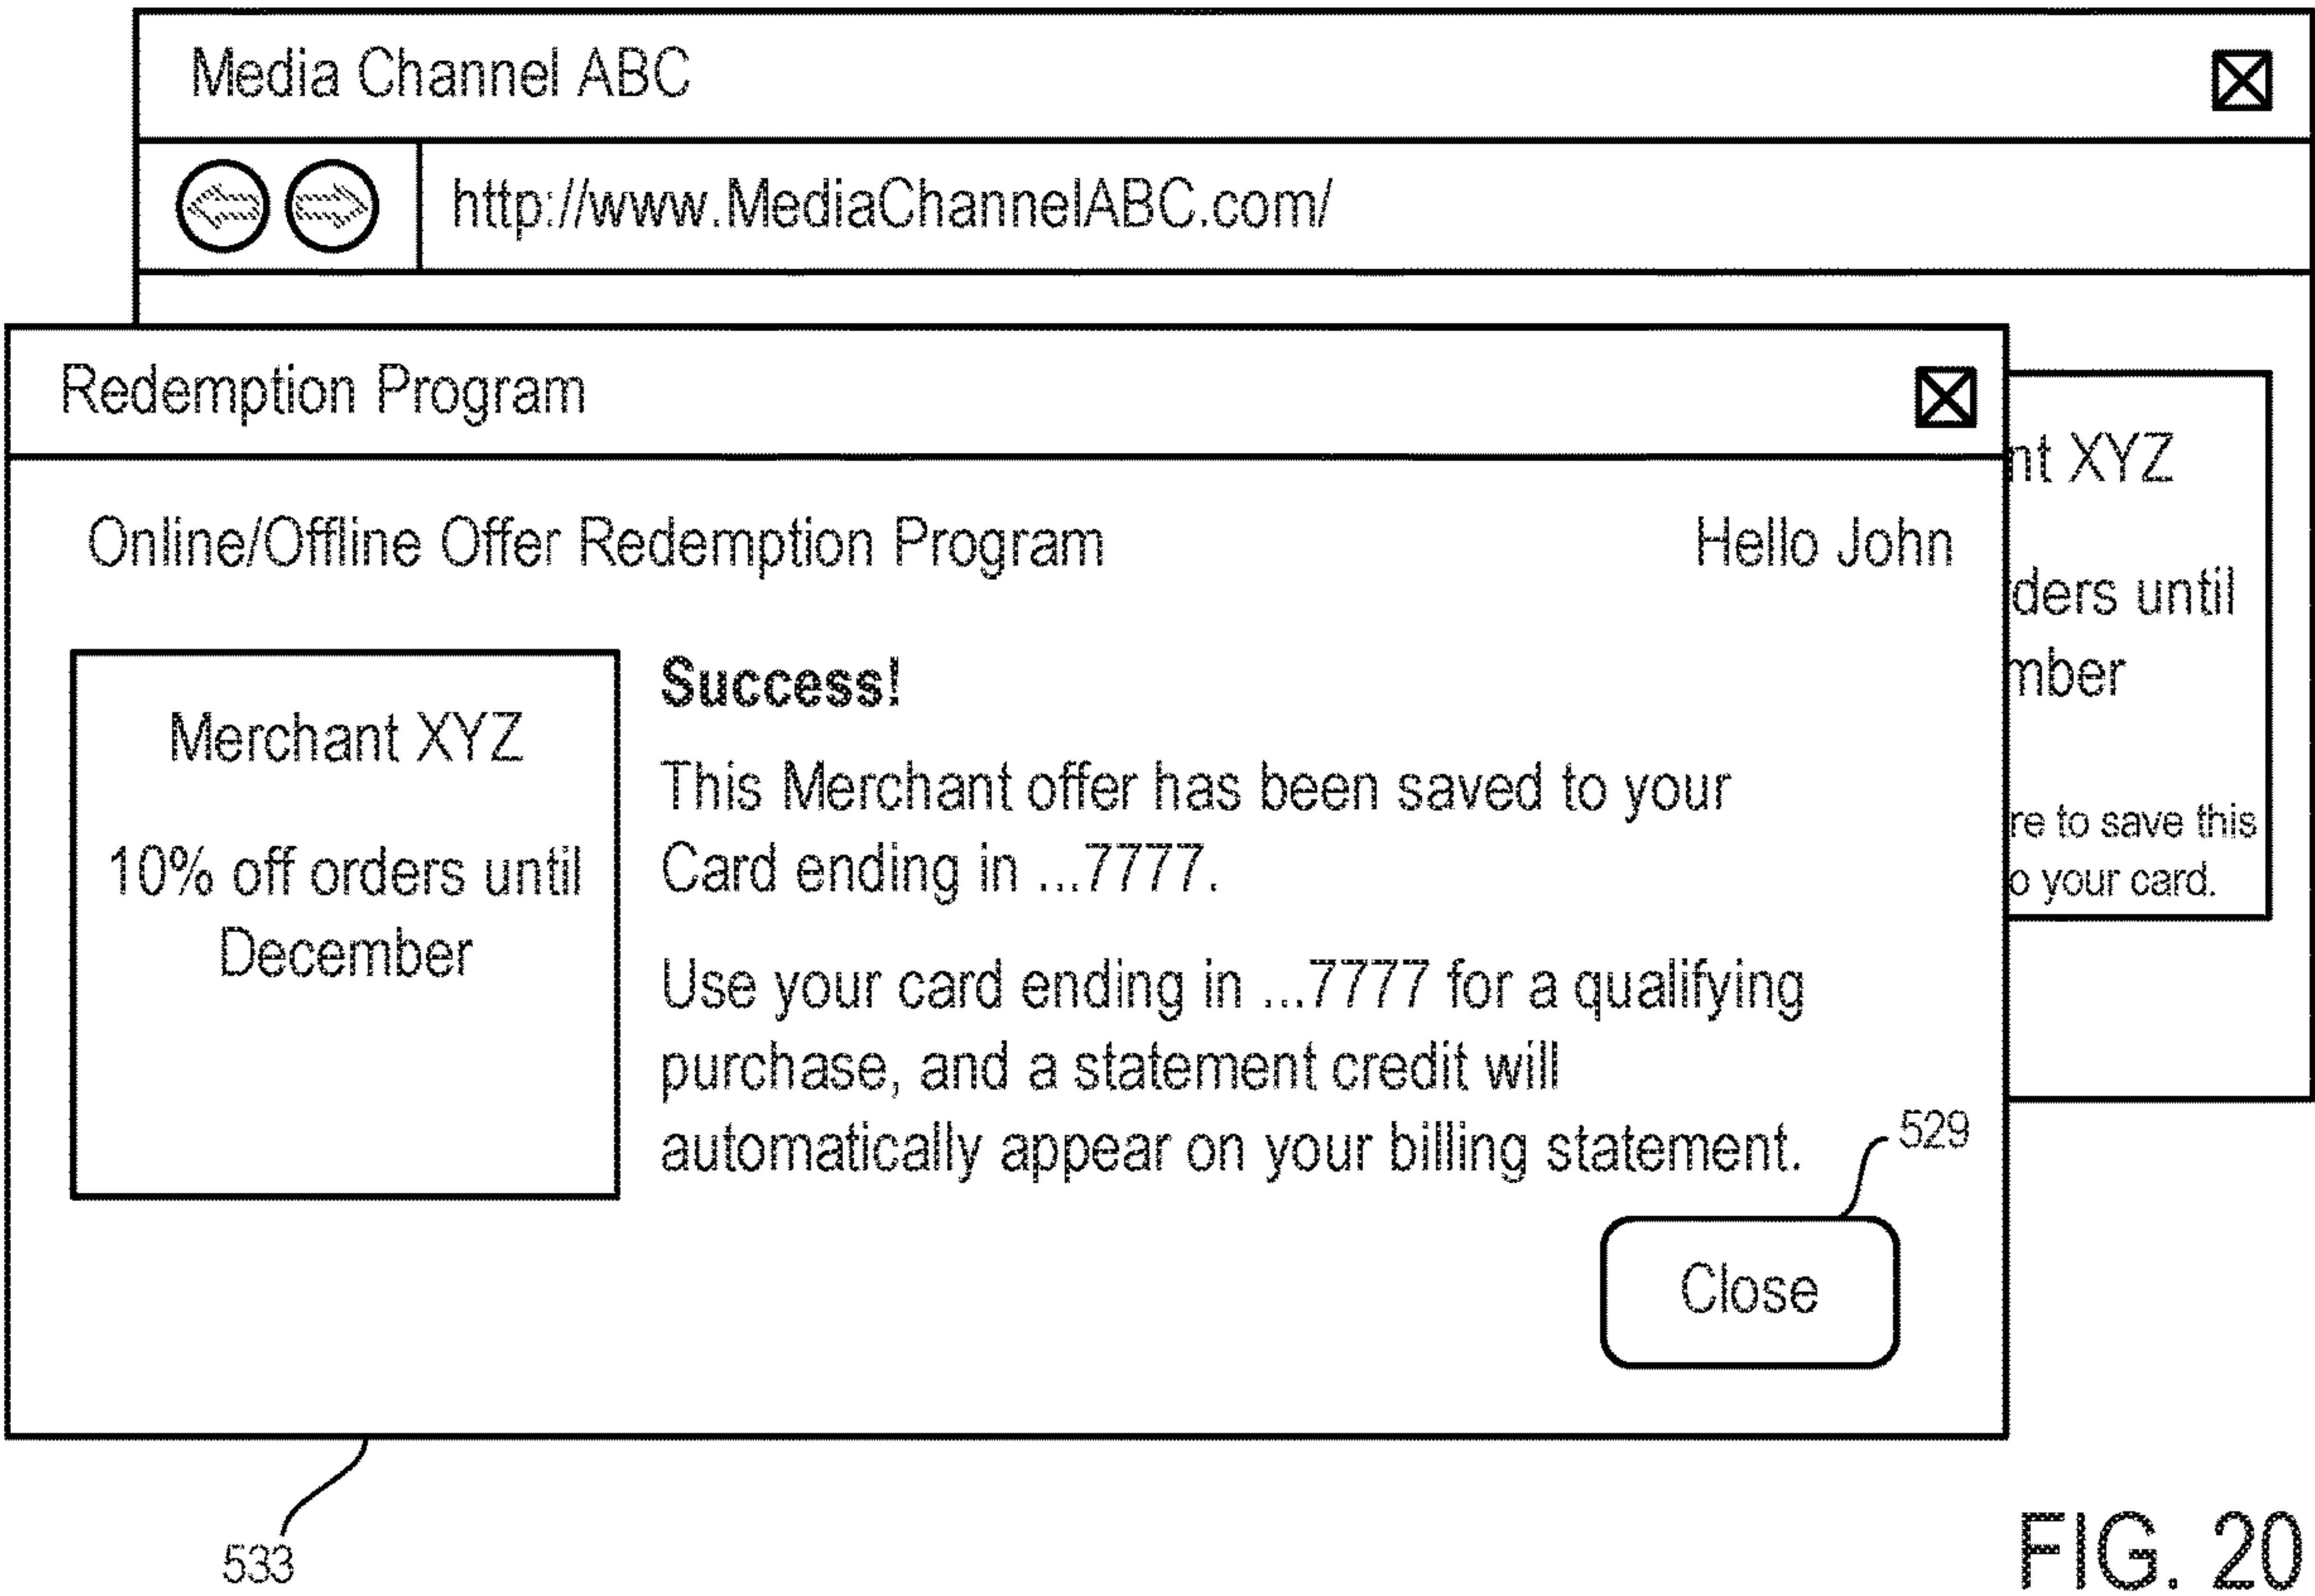 Media Channel ABC
http://www.MediaChannelABC.com/
Redemption Program
Online/Offline Offer Redemption Program
Hello John
Merchant XYZ
10% off orders until
December
Success!
This Merchant offer has been saved to your
Card ending in ...7777.
Use your card ending in ...7777 for a qualifying
purchase, and a statement credit will
automatically appear on your billing statement.
529
Close
nt XYZ
ders until
mber
re to save this
o your card.
533
FIG. 20